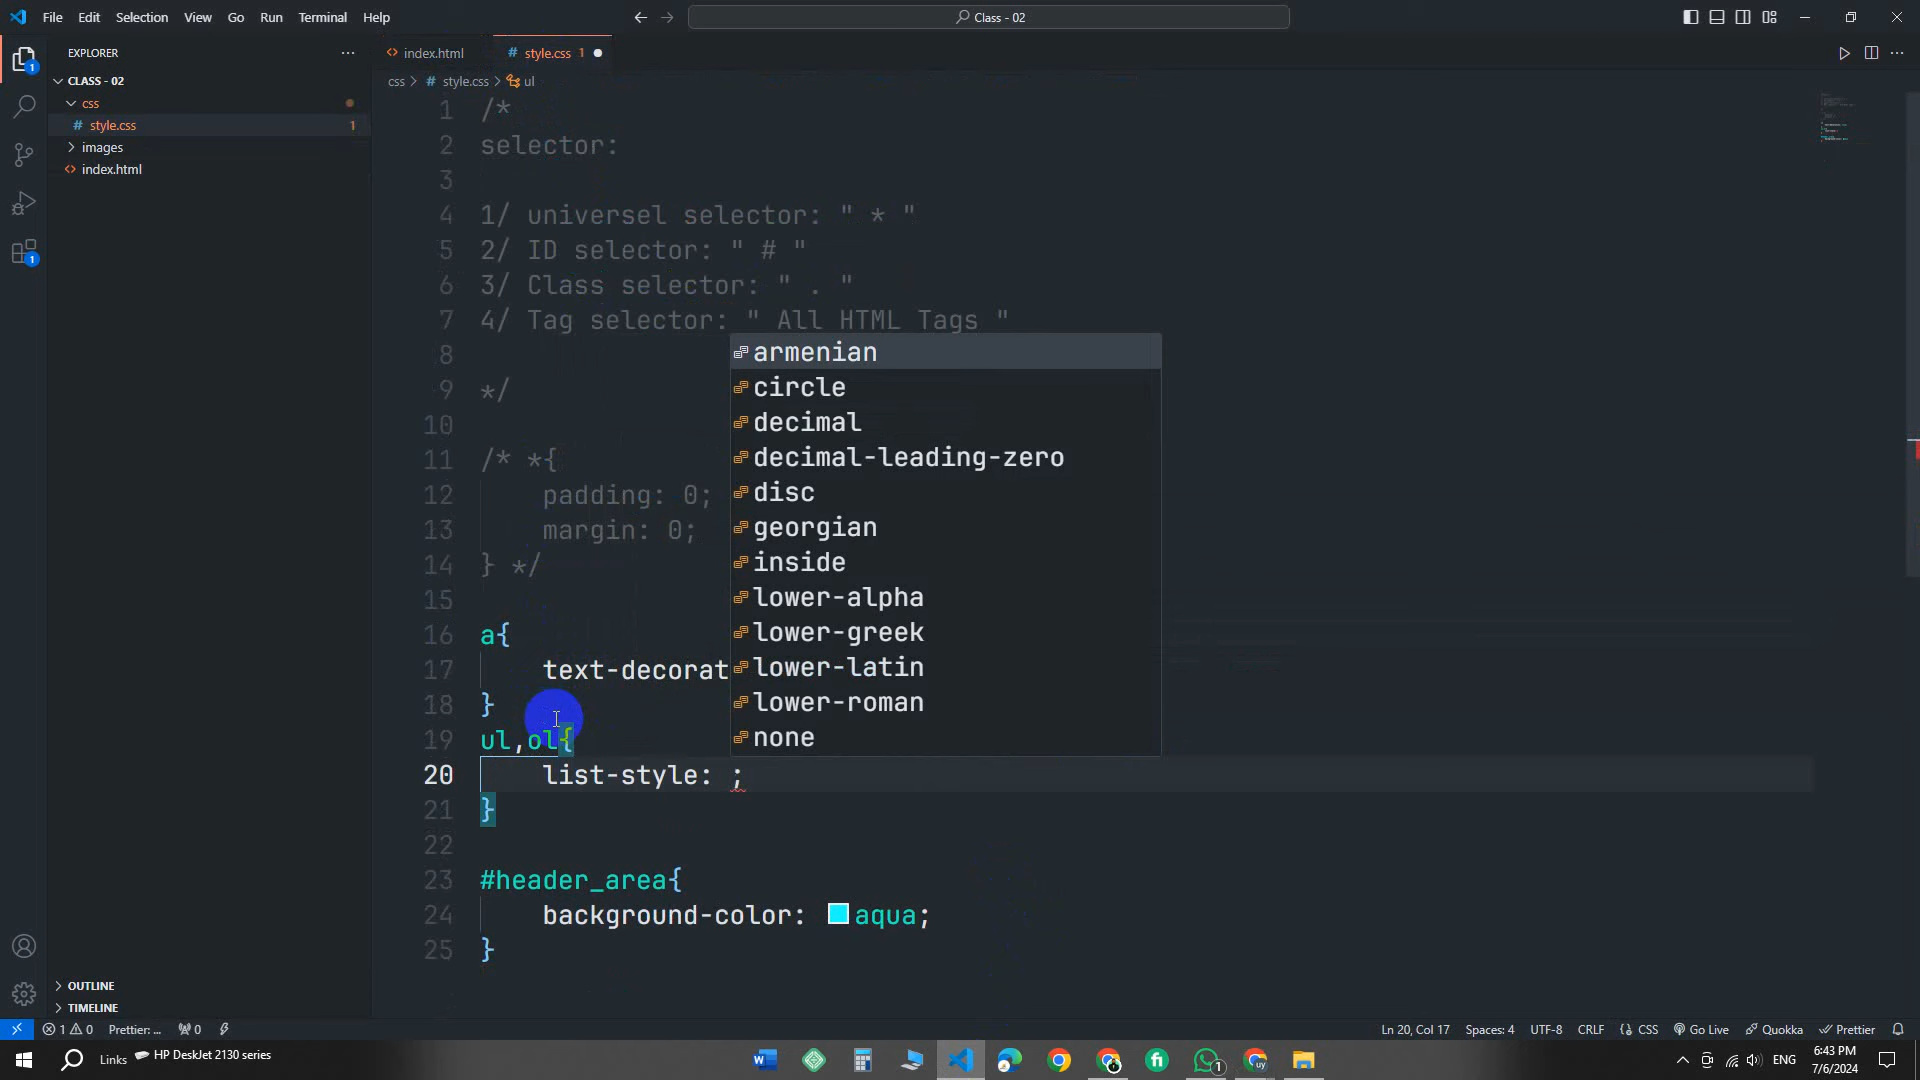 File Edit Selection View Go Run Terminal Help
Class - 02
EXPLORER
CLASS - 02
css
style.css 1
images
index.html
OUTLINE
TIMELINE
index.html
style.css 1
css > # style.css > ul
1 /*
2 selector:
3
4 1/ universel selector: " * "
5 2/ ID selector: " # "
6 3/ Class selector: " . "
7 4/ Tag selector: " All HTML Tags "
8
9 */
10
11 /* *{
12 padding: 0;
13 margin: 0;
14 } */
15
16 a{
17 text-decorat
18 }
19 ul,ol{
20 list-style: ;
21 }
22
23 #header_area{
24 background-color: aqua;
25 }
armenian
circle
decimal
decimal-leading-zero
disc
georgian
inside
lower-alpha
lower-greek
lower-latin
lower-roman
none
1 0 Prettier: ... 0
Ln 20, Col 17 Spaces: 4 UTF-8 CRLF CSS Go Live Quokka Prettier
Links HP DeskJet 2130 series
ENG
6:43 PM
7/6/2024